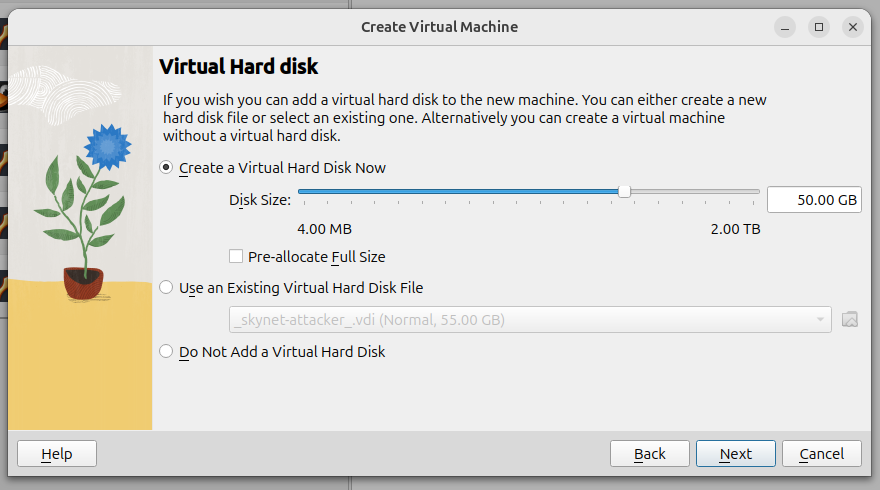 Create Virtual Machine
Virtual Hard disk
If you wish you can add a virtual hard disk to the new machine. You can either create a new
hard disk file or select an existing one. Alternatively you can create a virtual machine
without a virtual hard disk.
Create a Virtual Hard Disk Now
Disk Size:
50.00 GB
4.00 MB
2.00 TB
Pre-allocate Full Size
Use an Existing Virtual Hard Disk File
_skynet-attacker_.vdi (Normal, 55.00 GB)
Do Not Add a Virtual Hard Disk
Help
Back
Next
Cancel